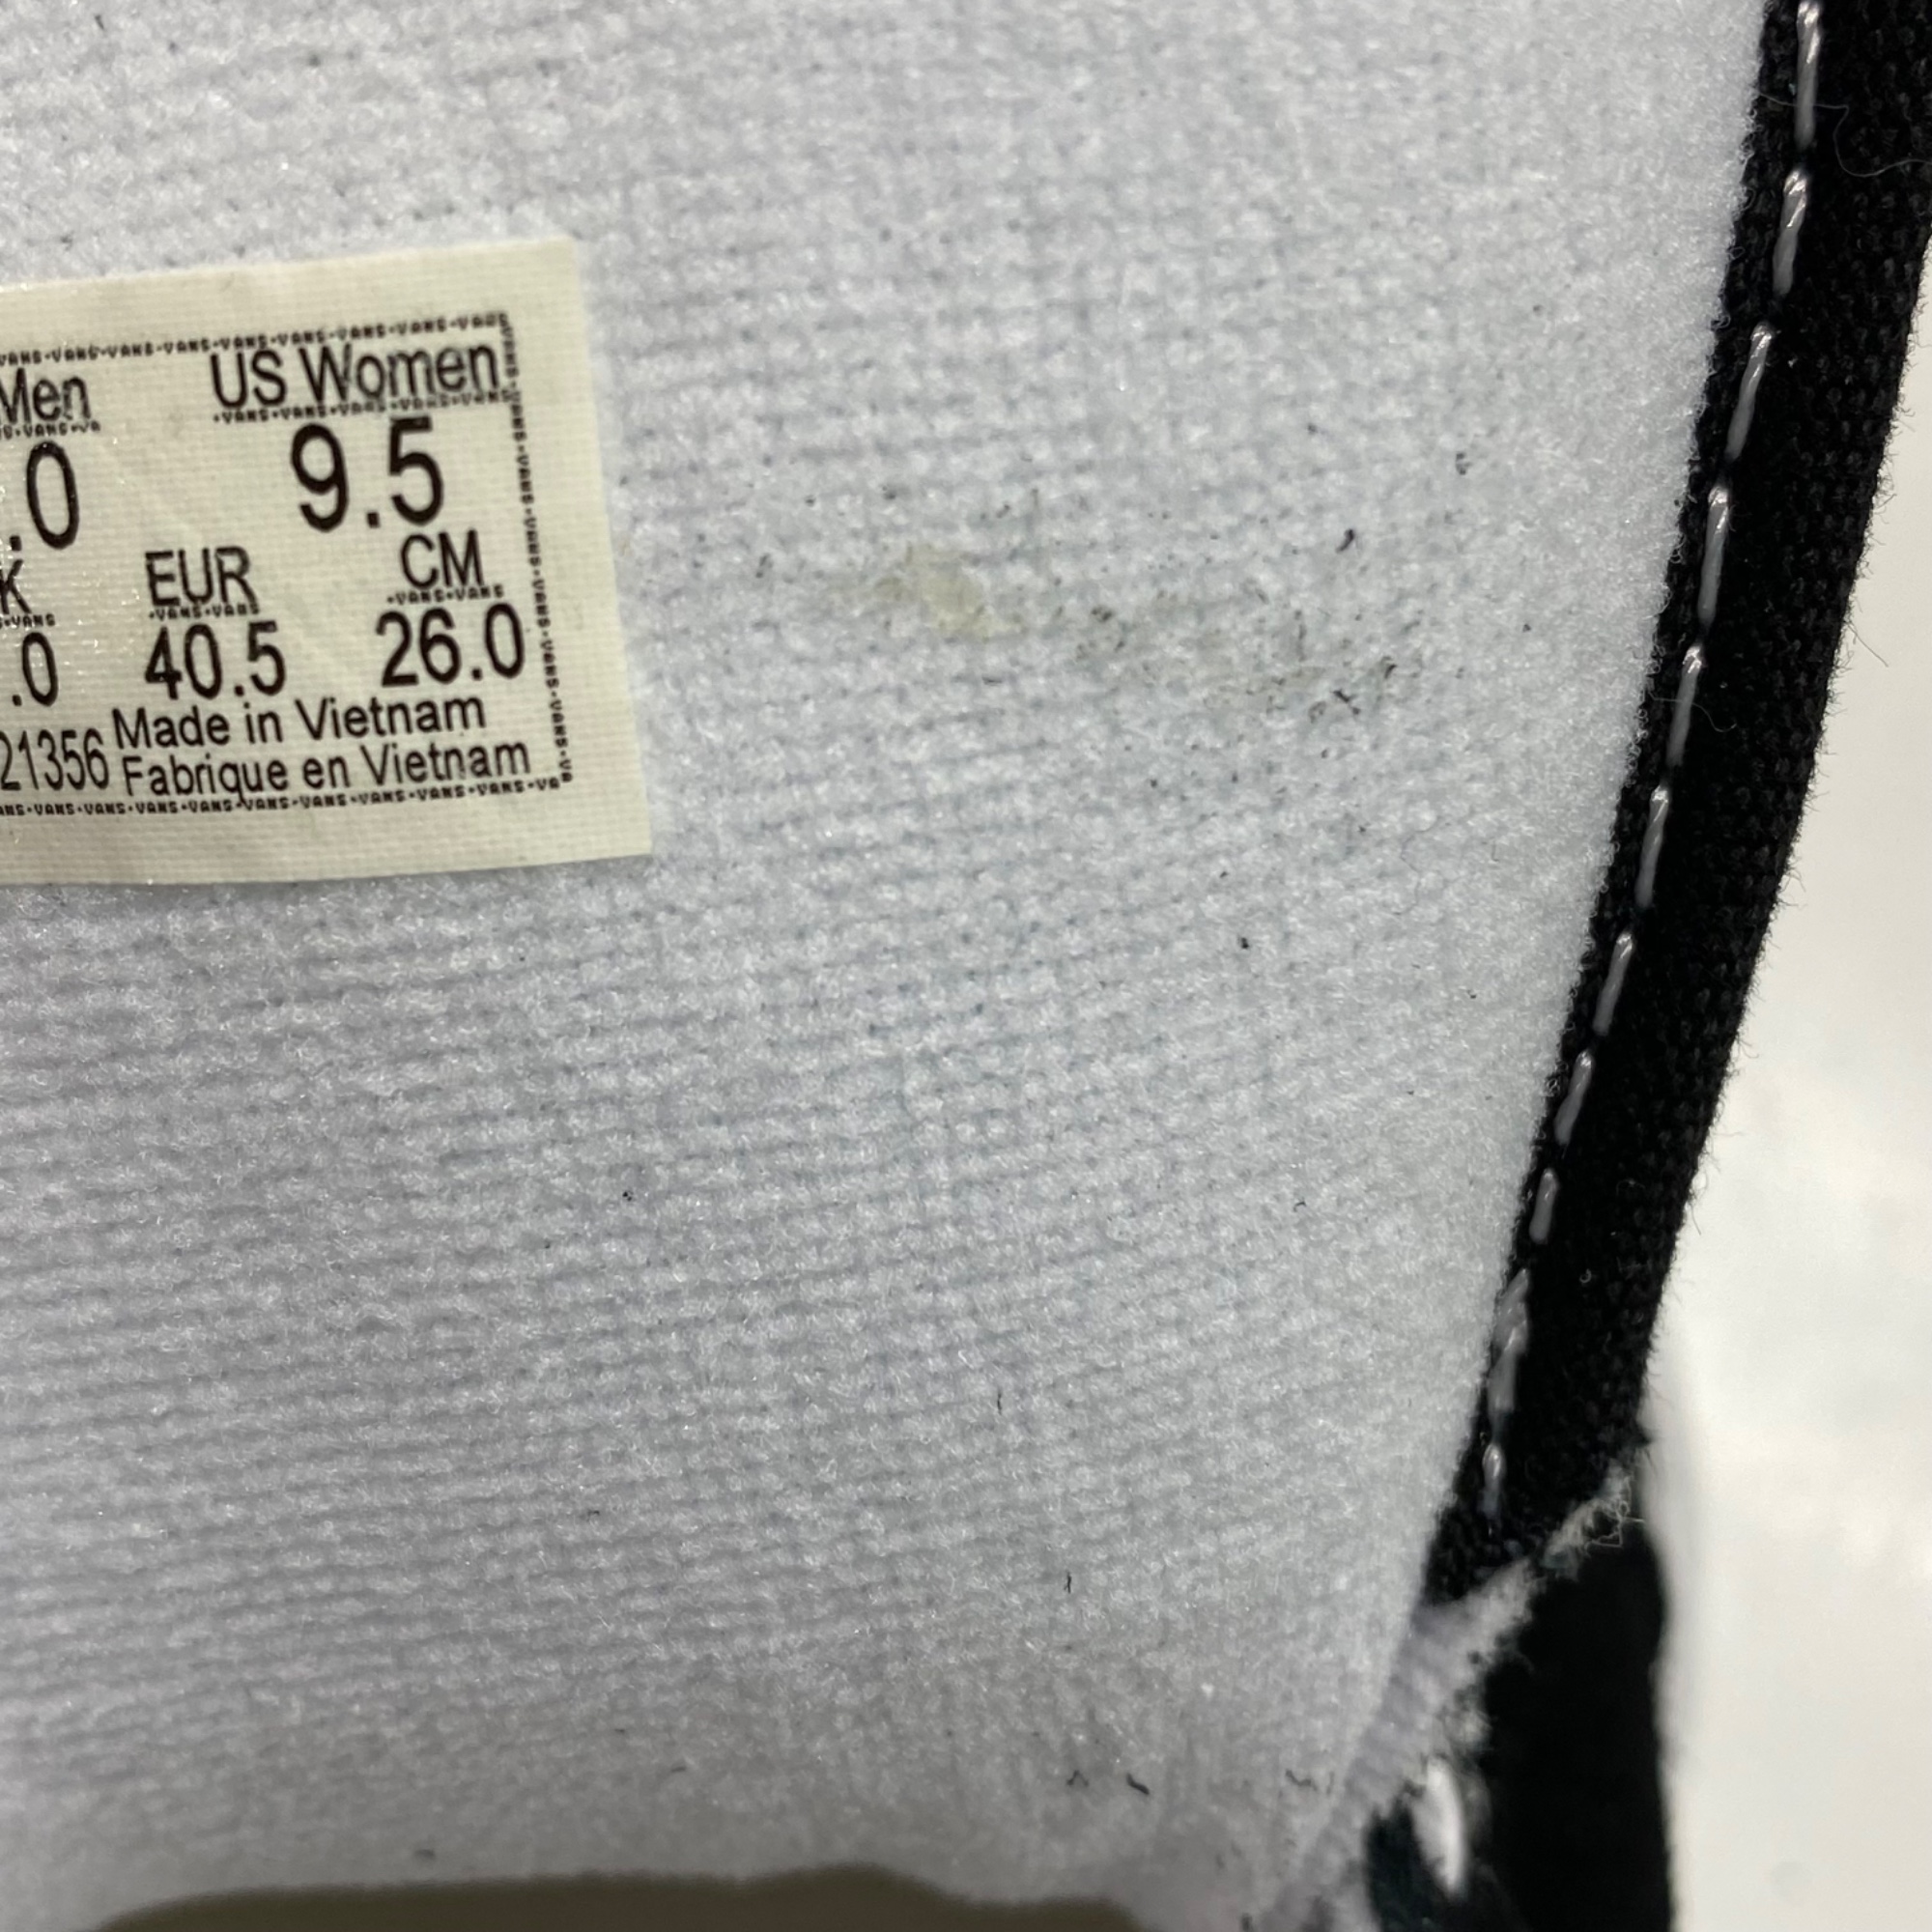 Men US Women
.0 9.5
K EUR CM
.0 40.5 26.0
21356 Made in Vietnam
Fabrique en Vietnam